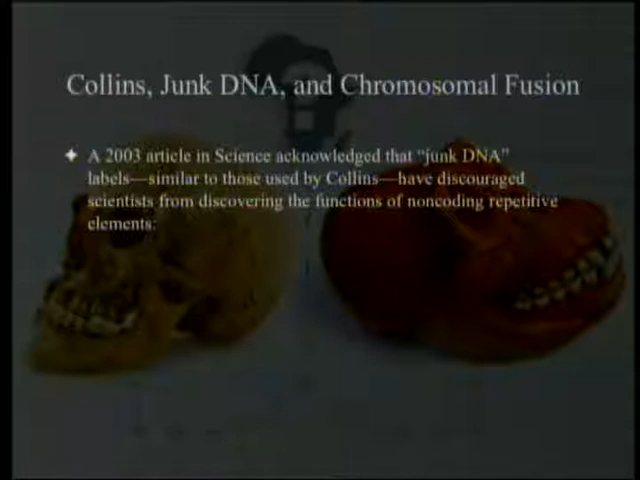 Collins, Junk DNA, and Chromosomal Fusion
A 2003 article in Science acknowledged that “junk DNA”
labels—similar to those used by Collins—have discouraged
scientists from discovering the functions of noncoding repetitive
elements: